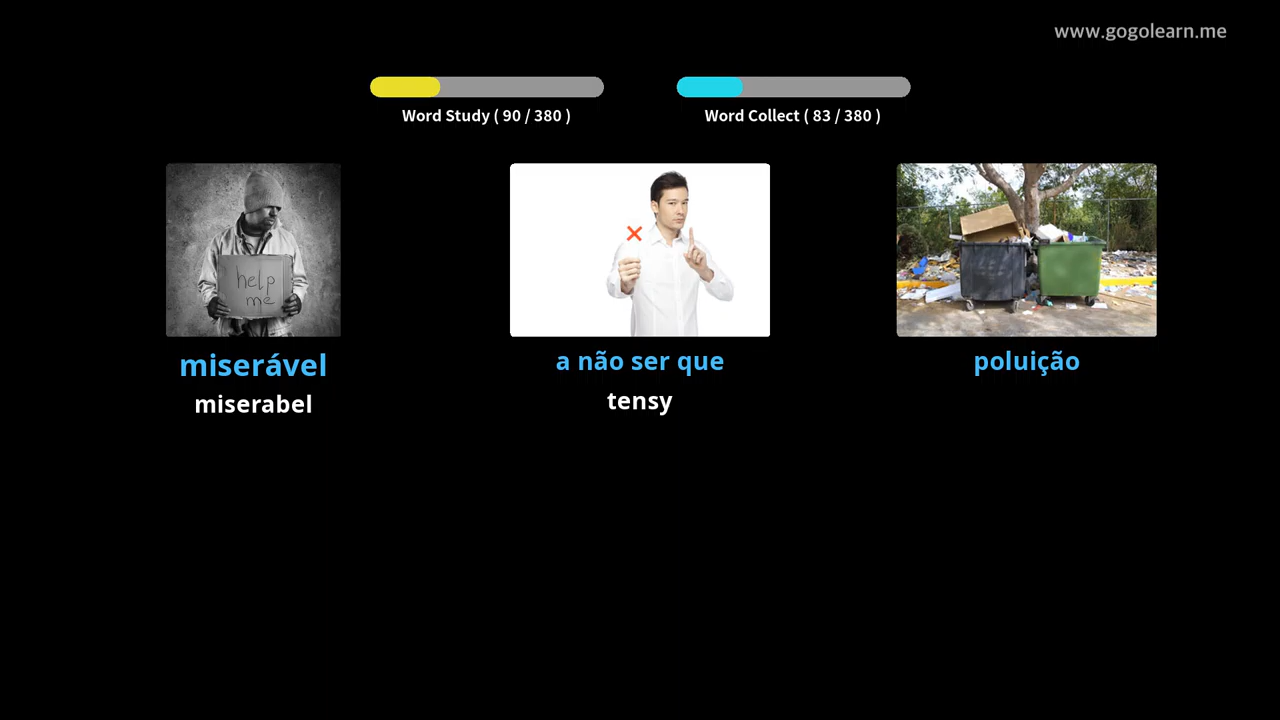 www.gogolearn.me
Word Study ( 90 / 380 )
Word Collect ( 83 / 380 )
help
me
miserável
miserabel
a não ser que
tensy
poluição